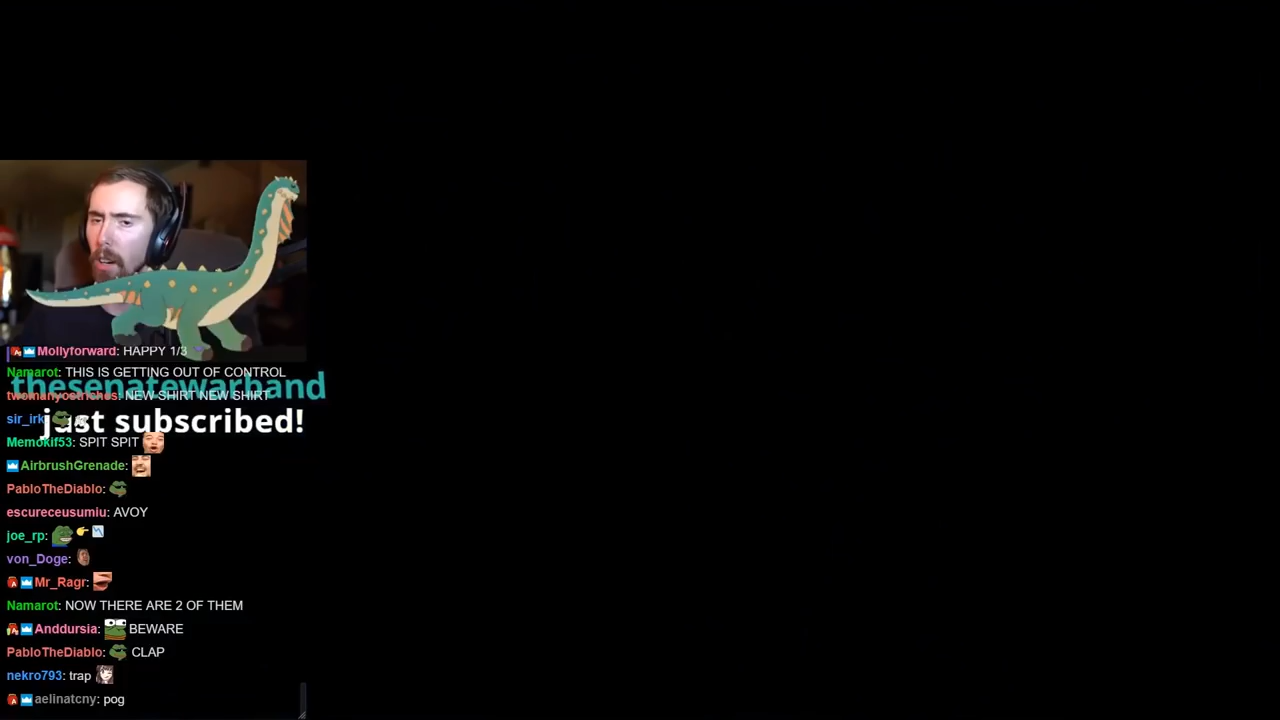 Mollyforward: HAPPY 1/3
Namarot: THIS IS GETTING OUT OF CONTROL
thesenatewarband
twomanyostriches: NEW SHIRT NEW SHIRT
sir_irk
just subscribed!
Memokif53: SPIT SPIT
AirbrushGrenade:
PabloTheDiablo:
escureceusumiu: AVOY
joe_rp:
von_Doge:
Mr_Ragr:
Namarot: NOW THERE ARE 2 OF THEM
Anddursia: BEWARE
PabloTheDiablo: CLAP
nekro793: trap
aelinatcny: pog